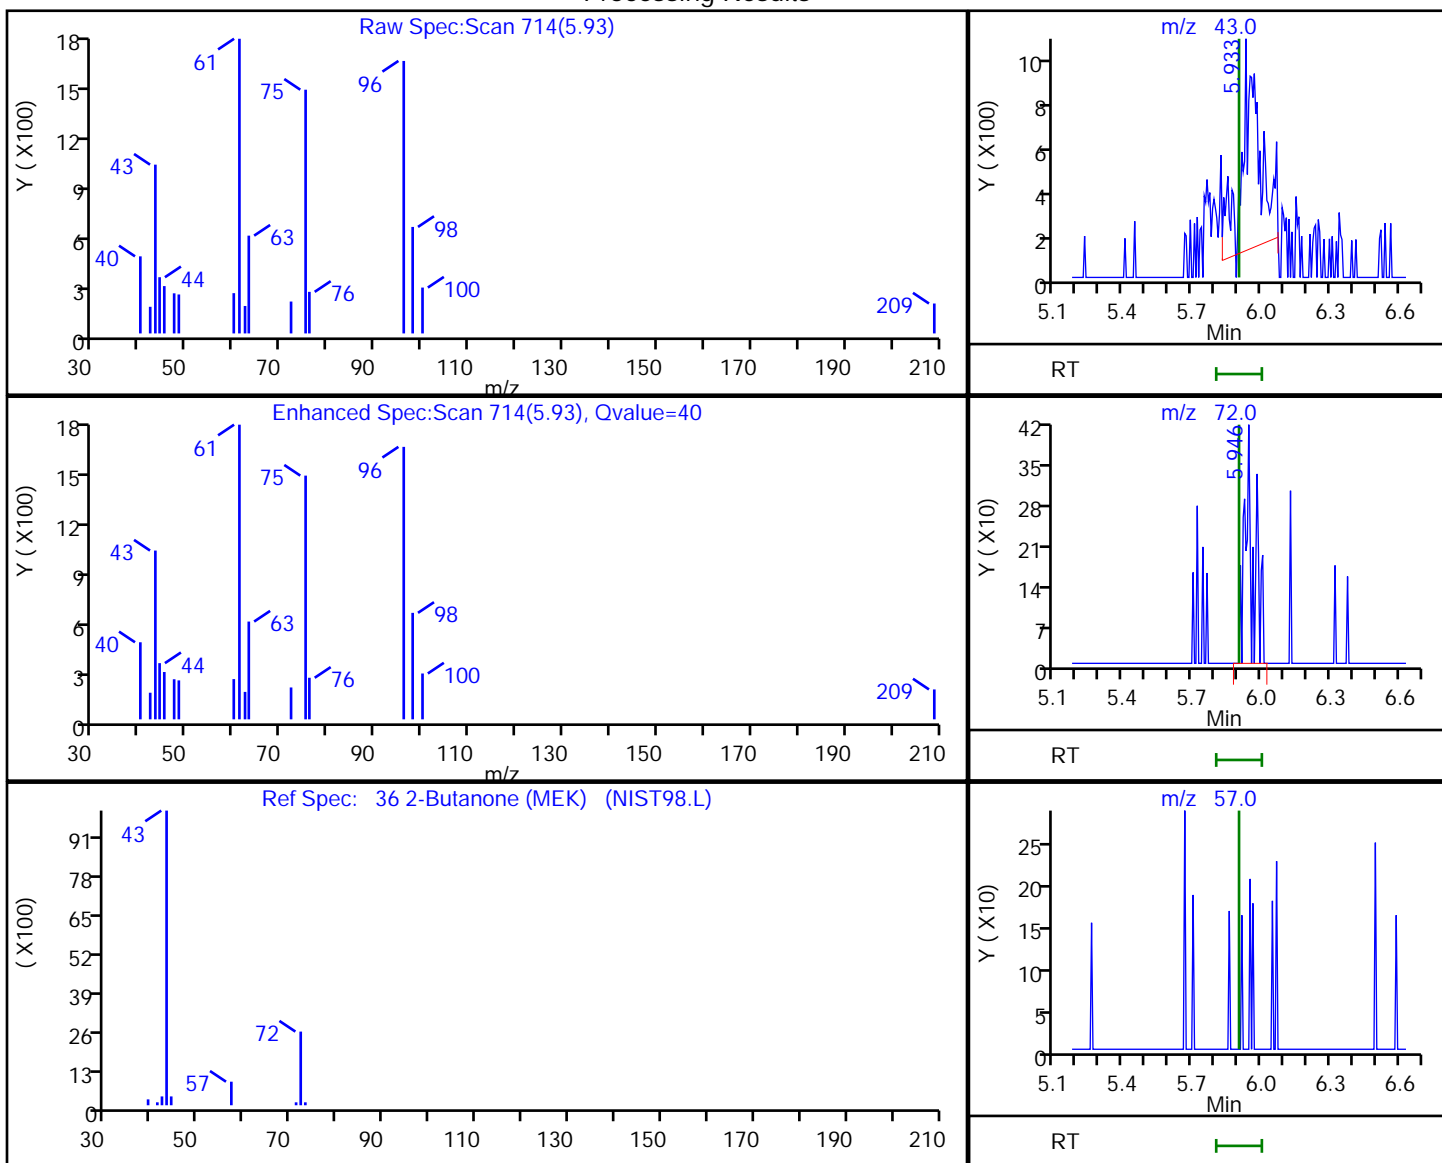 Processing Results
Raw Spec:Scan 714(5.93)
Y ( X100)
18
15
12
9
6
3
0
61
75
96
43
98
63
40
44
76
100
209
30 50 70 90 110 130 150 170 190 210
m/z
m/z 43.0
Y ( X100)
10
8
6
4
2
0
5.933
5.1 5.4 5.7 6.0 6.3 6.6
Min
RT
Enhanced Spec:Scan 714(5.93), Qvalue=40
Y ( X100)
18
15
12
9
6
3
0
61
75
96
43
98
63
40
44
76
100
209
30 50 70 90 110 130 150 170 190 210
m/z
m/z 72.0
Y ( X10)
42
35
28
21
14
7
0
5.946
5.1 5.4 5.7 6.0 6.3 6.6
Min
RT
Ref Spec: 36 2-Butanone (MEK) (NIST98.L)
( X100)
91
78
65
52
39
26
13
0
43
72
57
30 50 70 90 110 130 150 170 190 210
m/z 57.0
Y ( X10)
25
20
15
10
5
0
5.1 5.4 5.7 6.0 6.3 6.6
Min
RT